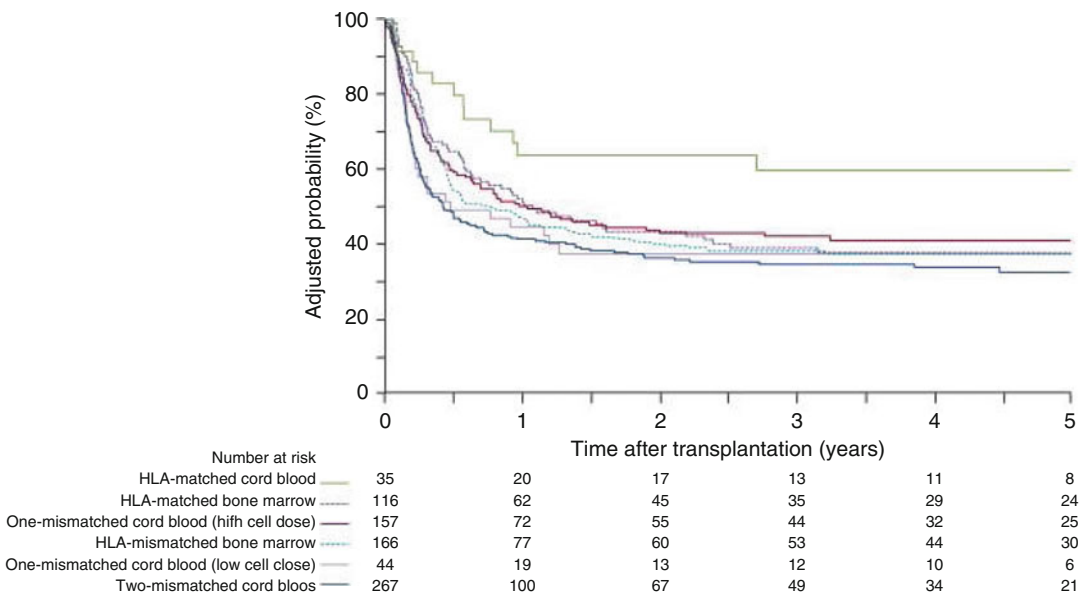 100
80
60
40
20
0
Adjusted probability (%)
0 1 2 3 4 5
Time after transplantation (years)
Number at risk
HLA-matched cord blood 35 20 17 13 11 8
HLA-matched bone marrow 116 62 45 35 29 24
One-mismatched cord blood (hifh cell dose) 157 72 55 44 32 25
HLA-mismatched bone marrow 166 77 60 53 44 30
One-mismatched cord blood (low cell close) 44 19 13 12 10 6
Two-mismatched cord bloos 267 100 67 49 34 21